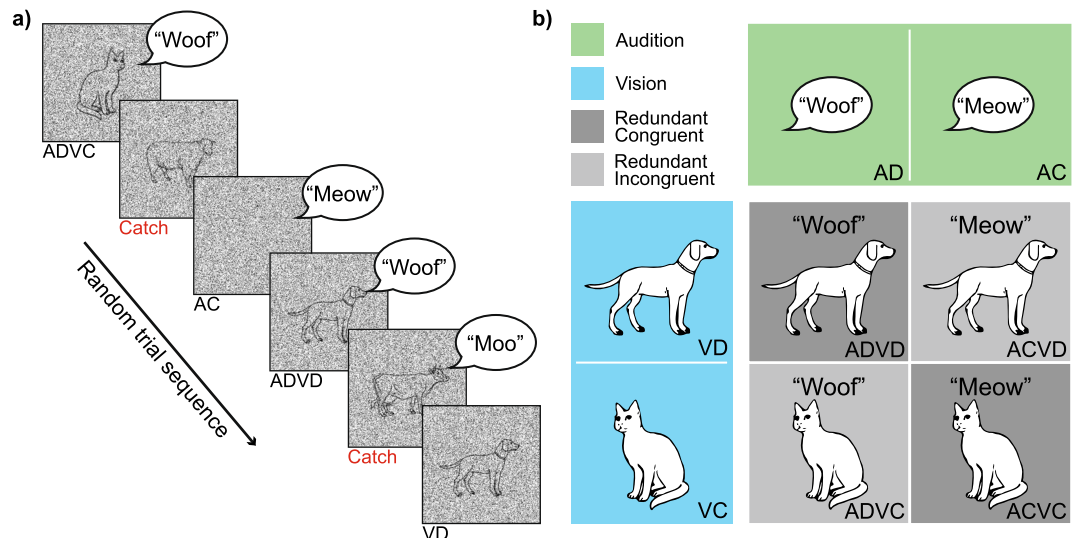 a)
“Woof”
ADVC
Catch
“Meow”
AC
“Woof”
ADVD
“Moo”
Catch
VD
Random trial sequence
b)
Audition
Vision
Redundant
Congruent
Redundant
Incongruent
“Woof”
AD
“Meow”
AC
VD
“Woof”
ADVD
“Meow”
ACVD
VC
“Woof”
ADVC
“Meow”
ACVC